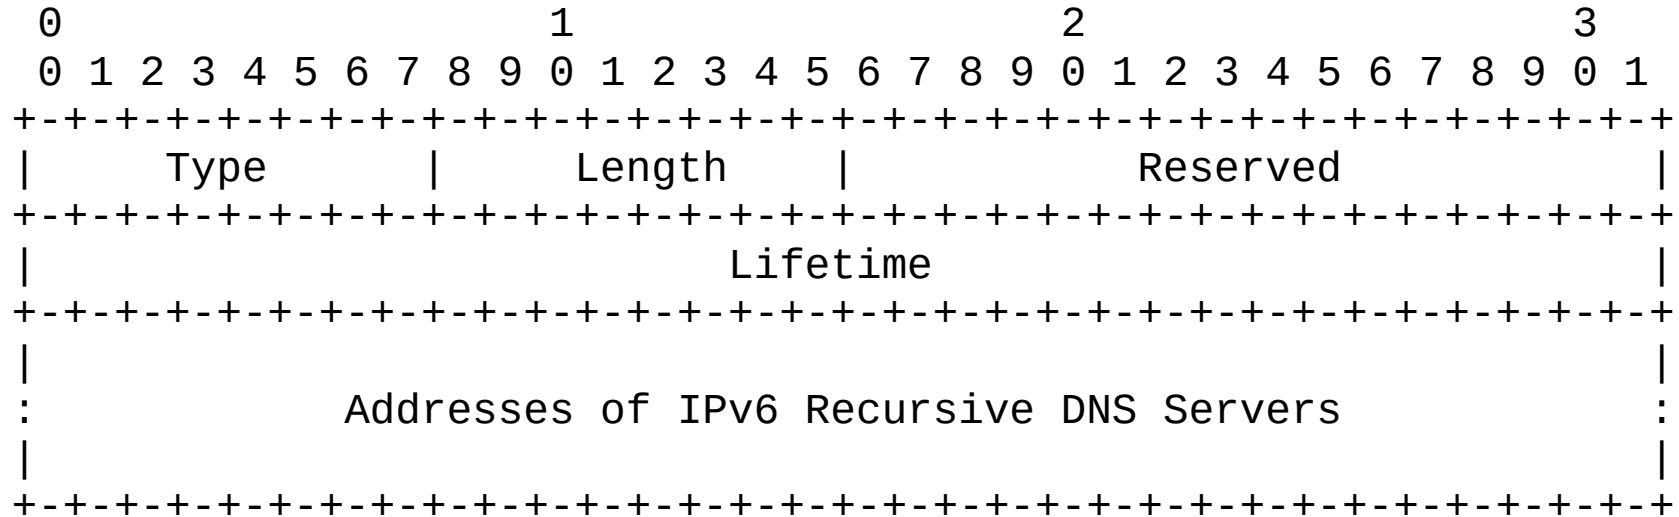 0                   1                   2                   3
 0 1 2 3 4 5 6 7 8 9 0 1 2 3 4 5 6 7 8 9 0 1 2 3 4 5 6 7 8 9 0 1
+-+-+-+-+-+-+-+-+-+-+-+-+-+-+-+-+-+-+-+-+-+-+-+-+-+-+-+-+-+-+-+-+
|     Type      |     Length    |           Reserved            |
+-+-+-+-+-+-+-+-+-+-+-+-+-+-+-+-+-+-+-+-+-+-+-+-+-+-+-+-+-+-+-+-+
|                           Lifetime                            |
+-+-+-+-+-+-+-+-+-+-+-+-+-+-+-+-+-+-+-+-+-+-+-+-+-+-+-+-+-+-+-+-+
|                                                               |
:            Addresses of IPv6 Recursive DNS Servers            :
|                                                               |
+-+-+-+-+-+-+-+-+-+-+-+-+-+-+-+-+-+-+-+-+-+-+-+-+-+-+-+-+-+-+-+-+